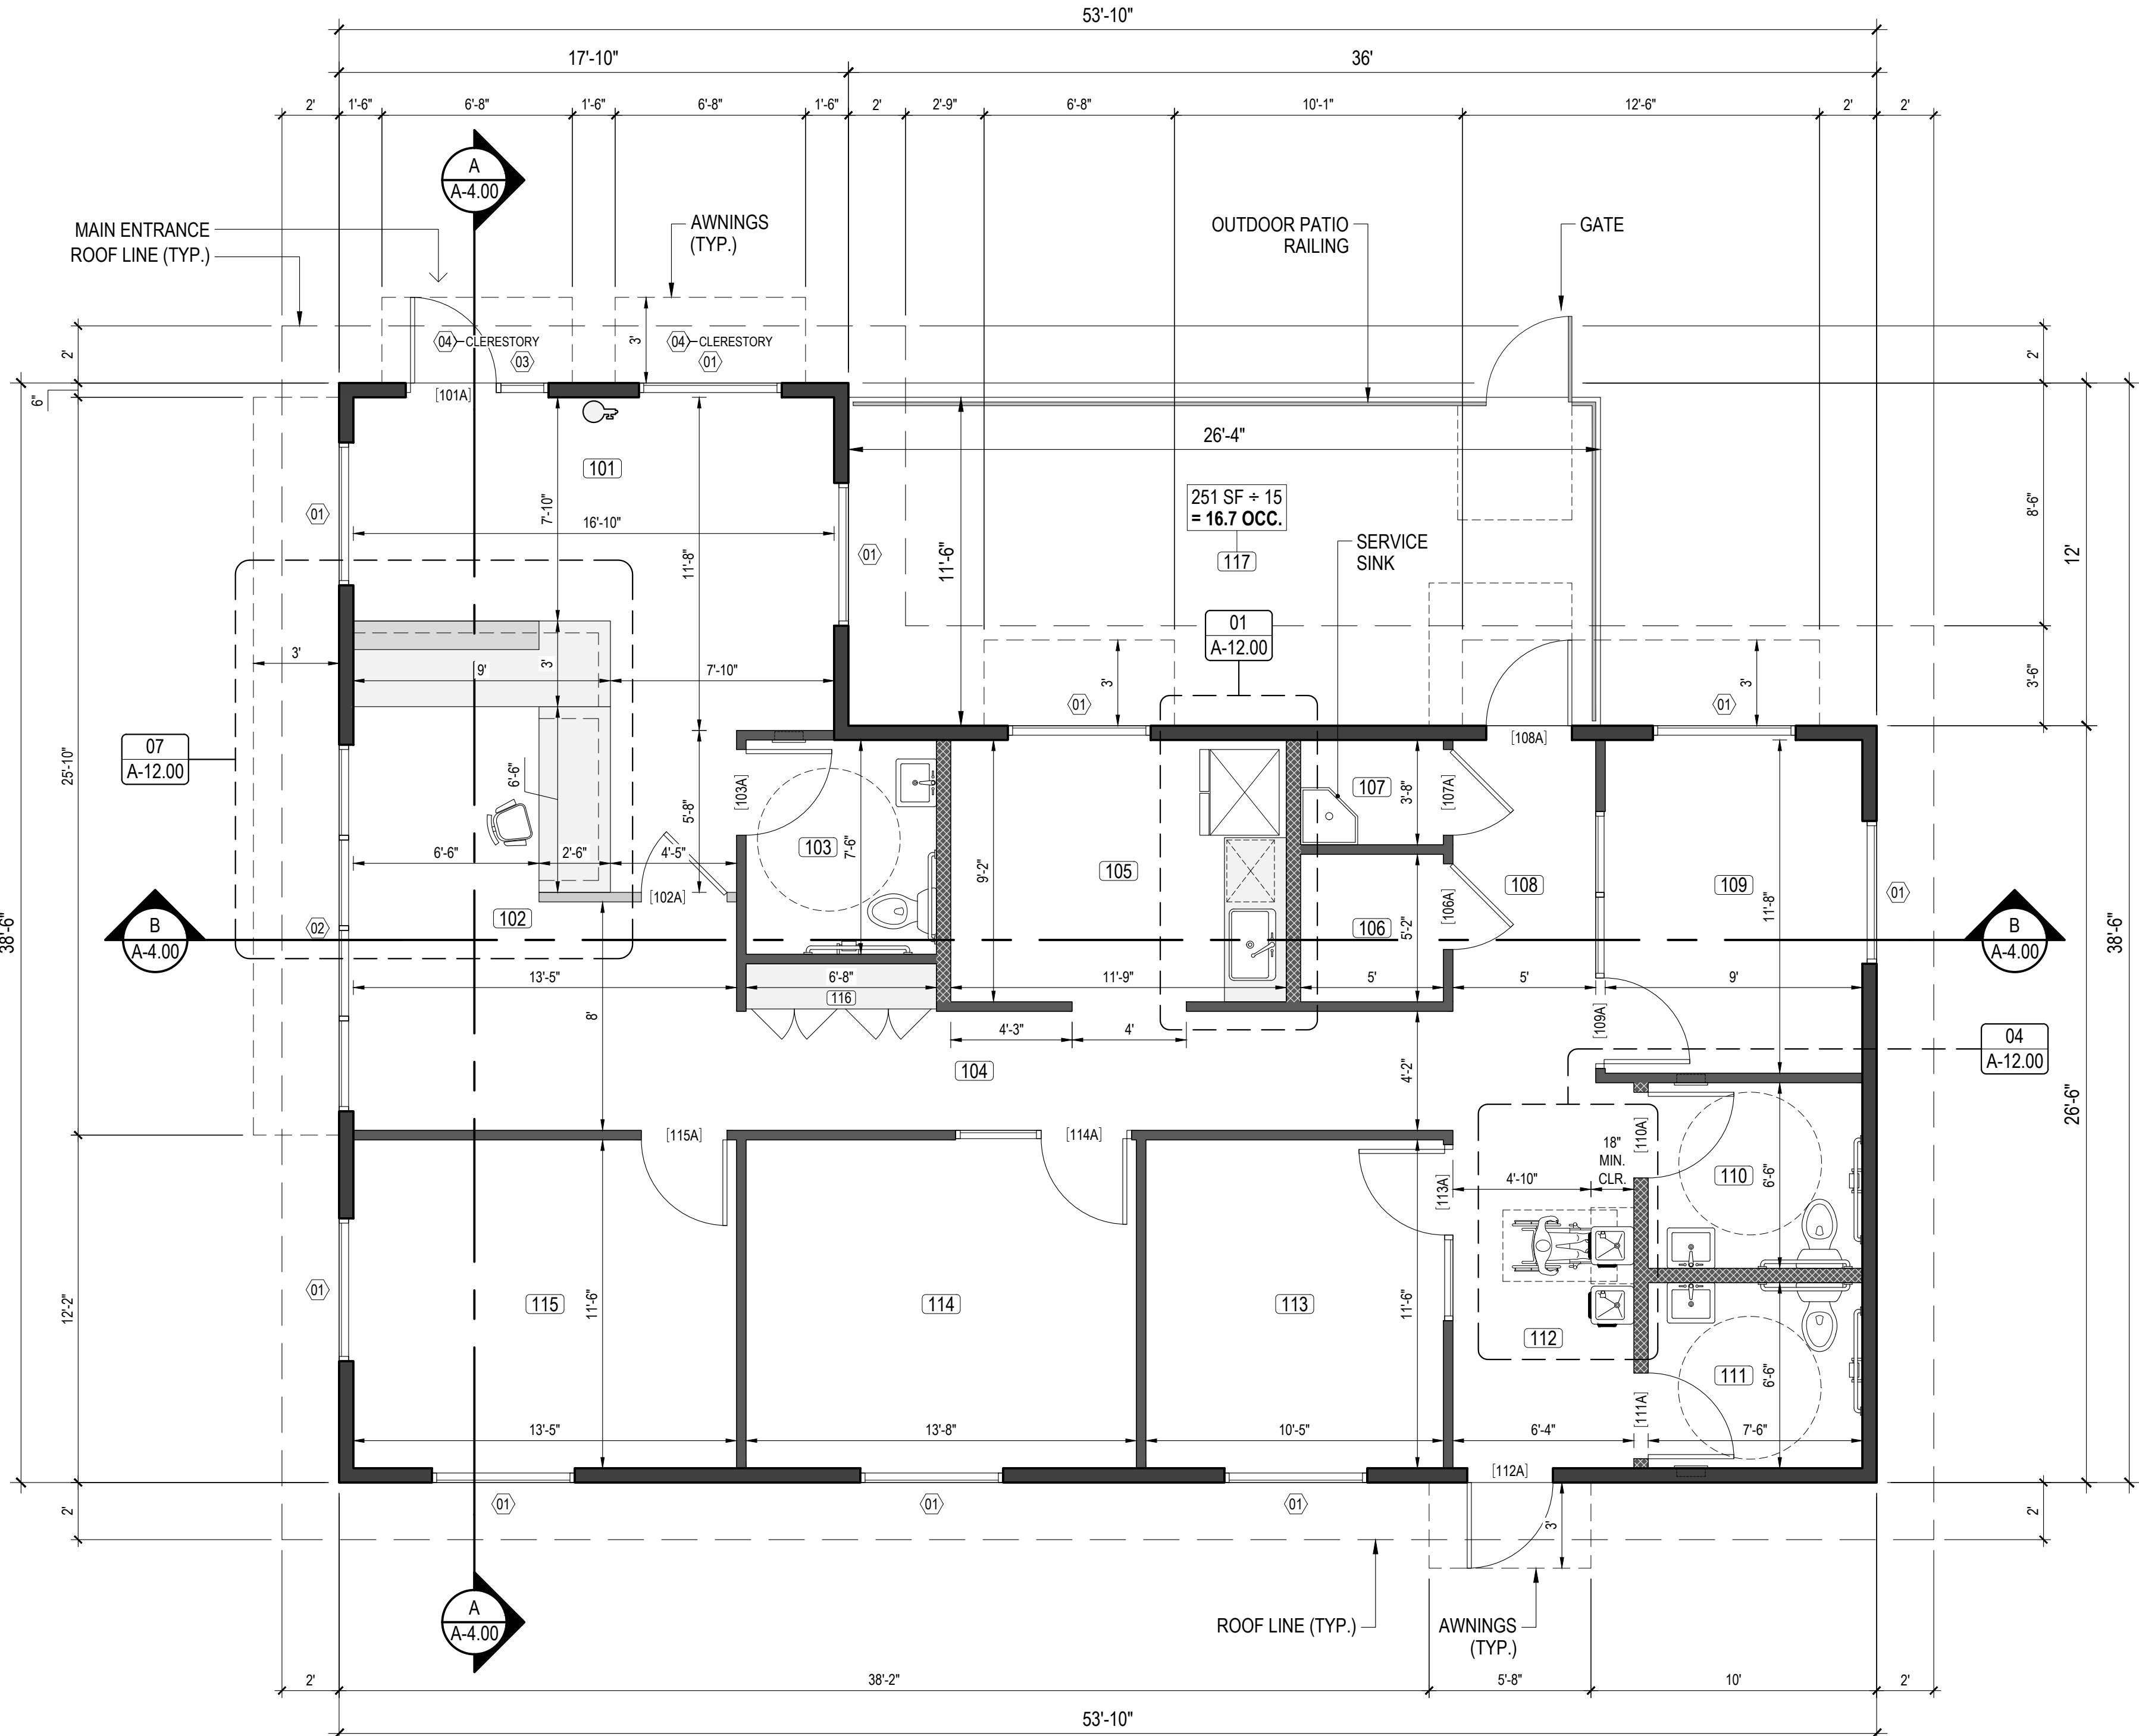 53'-10"
17'-10"
36'
2'
1'-6"
6'-8"
1'-6"
6'-8"
1'-6"
2'
2'-9"
6'-8"
10'-1"
12'-6"
2'
2'
A
A-4.00
MAIN ENTRANCE
ROOF LINE (TYP.)
AWNINGS
(TYP.)
OUTDOOR PATIO
RAILING
GATE
2'
04
CLERESTORY
03
3'
04
CLERESTORY
01
2'
6"
[101A]
26'-4"
101
01
7'-10"
16'-10"
11'-8"
01
11'-6"
251 SF ÷ 15
= 16.7 OCC.
117
SERVICE
SINK
8'-6"
12'
01
A-12.00
3'
9'
3'
7'-10"
3'
01
3'
01
3'-6"
07
A-12.00
25'-10"
6'-6"
[103A]
5'-8"
[108A]
107
3'-8"
[107A]
6'-6"
2'-6"
4'-5"
103
7'-6"
9'-2"
105
108
109
11'-8"
01
[102A]
102
02
[106A]
106
5'-2"
B
A-4.00
B
A-4.00
38'-6"
38'-6"
13'-5"
6'-8"
116
11'-9"
5'
5'
9'
8'
4'-3"
4'
[109A]
04
A-12.00
104
4'-2"
26'-6"
[115A]
[114A]
[110A]
18"
MIN.
CLR.
4'-10"
[113A]
110
6'-6"
01
12'-2"
115
11'-6"
114
113
11'-6"
112
111
6'-6"
[111A]
13'-5"
13'-8"
10'-5"
6'-4"
7'-6"
[112A]
01
01
01
2'
3'
2'
A
A-4.00
ROOF LINE (TYP.)
AWNINGS
(TYP.)
2'
38'-2"
5'-8"
10'
2'
53'-10"